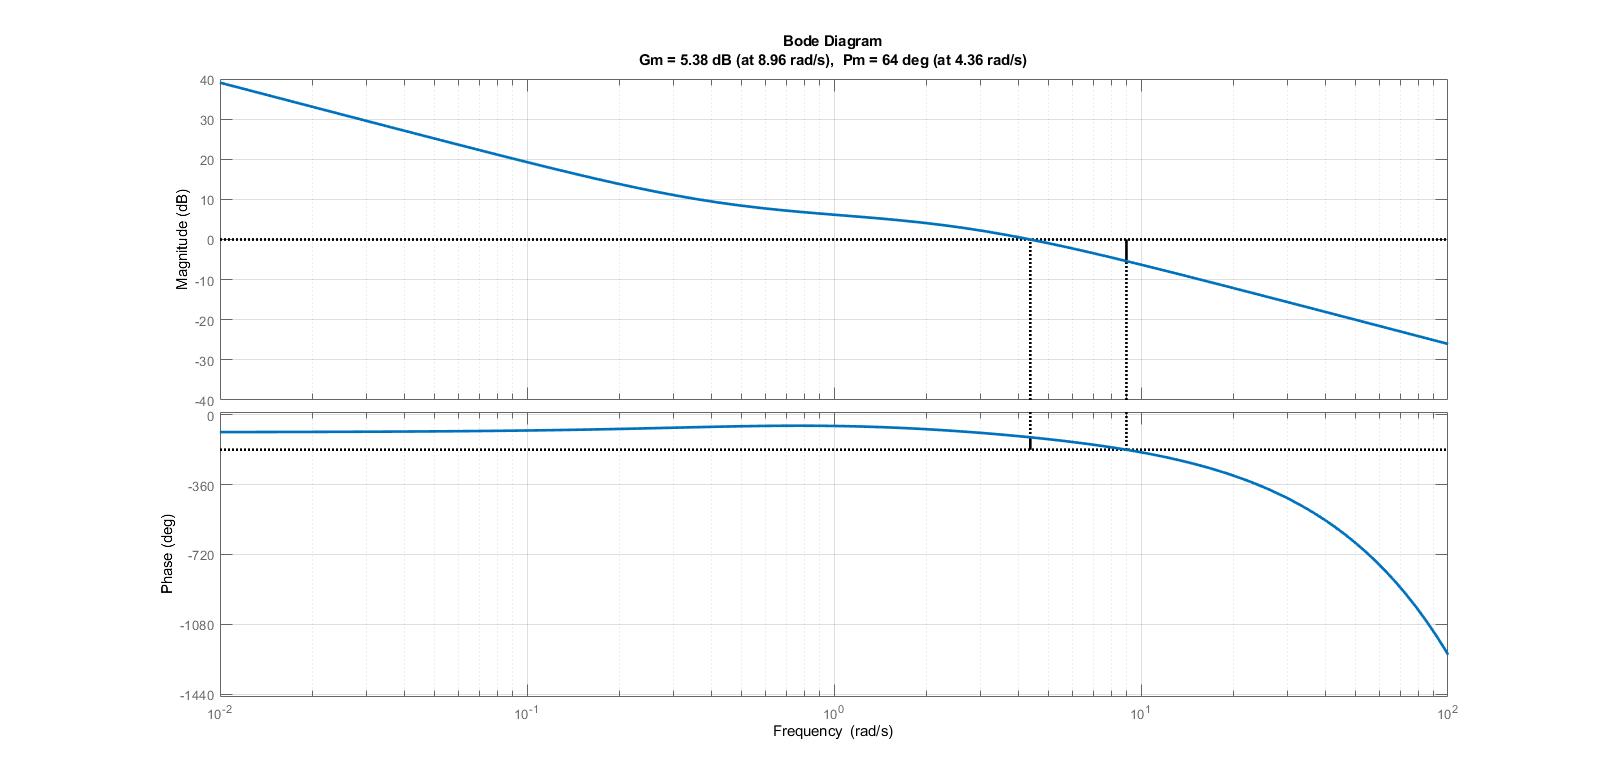 Bode Diagram
Gm = 5.38 dB (at 8.96 rad/s), Pm = 64 deg (at 4.36 rad/s)
Magnitude (dB)
40
30
20
10
0
-10
-20
-30
-40
Phase (deg)
0
-360
-720
-1080
-1440
10^-2 10^-1 10^0 10^1 10^2
Frequency (rad/s)